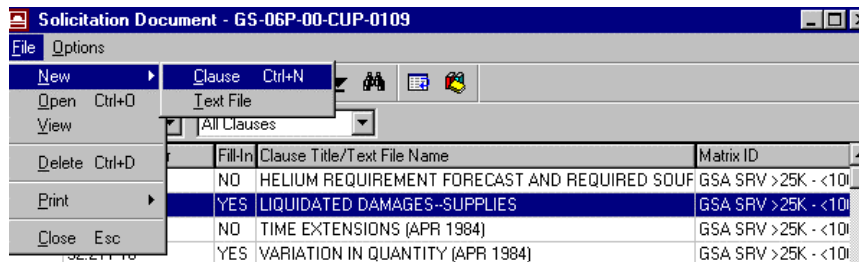 Solicitation Document - GS-06P-00-CUP-0109
File Options
New Clause Ctrl+N
Open Ctrl+O Text File
View All Clauses
Delete Ctrl+D Fill-In Clause Title/Text File Name Matrix ID
NO HELIUM REQUIREMENT FORECAST AND REQUIRED GSA SRV >25K - <10
Print YES LIQUIDATED DAMAGES--SUPPLIES GSA SRV >25K - <10
Close Esc NO TIME EXTENSIONS (APR 1984) GSA SRV >25K - <10
YES VARIATION IN QUANTITY (APR 1984) GSA SRV >25K - <10